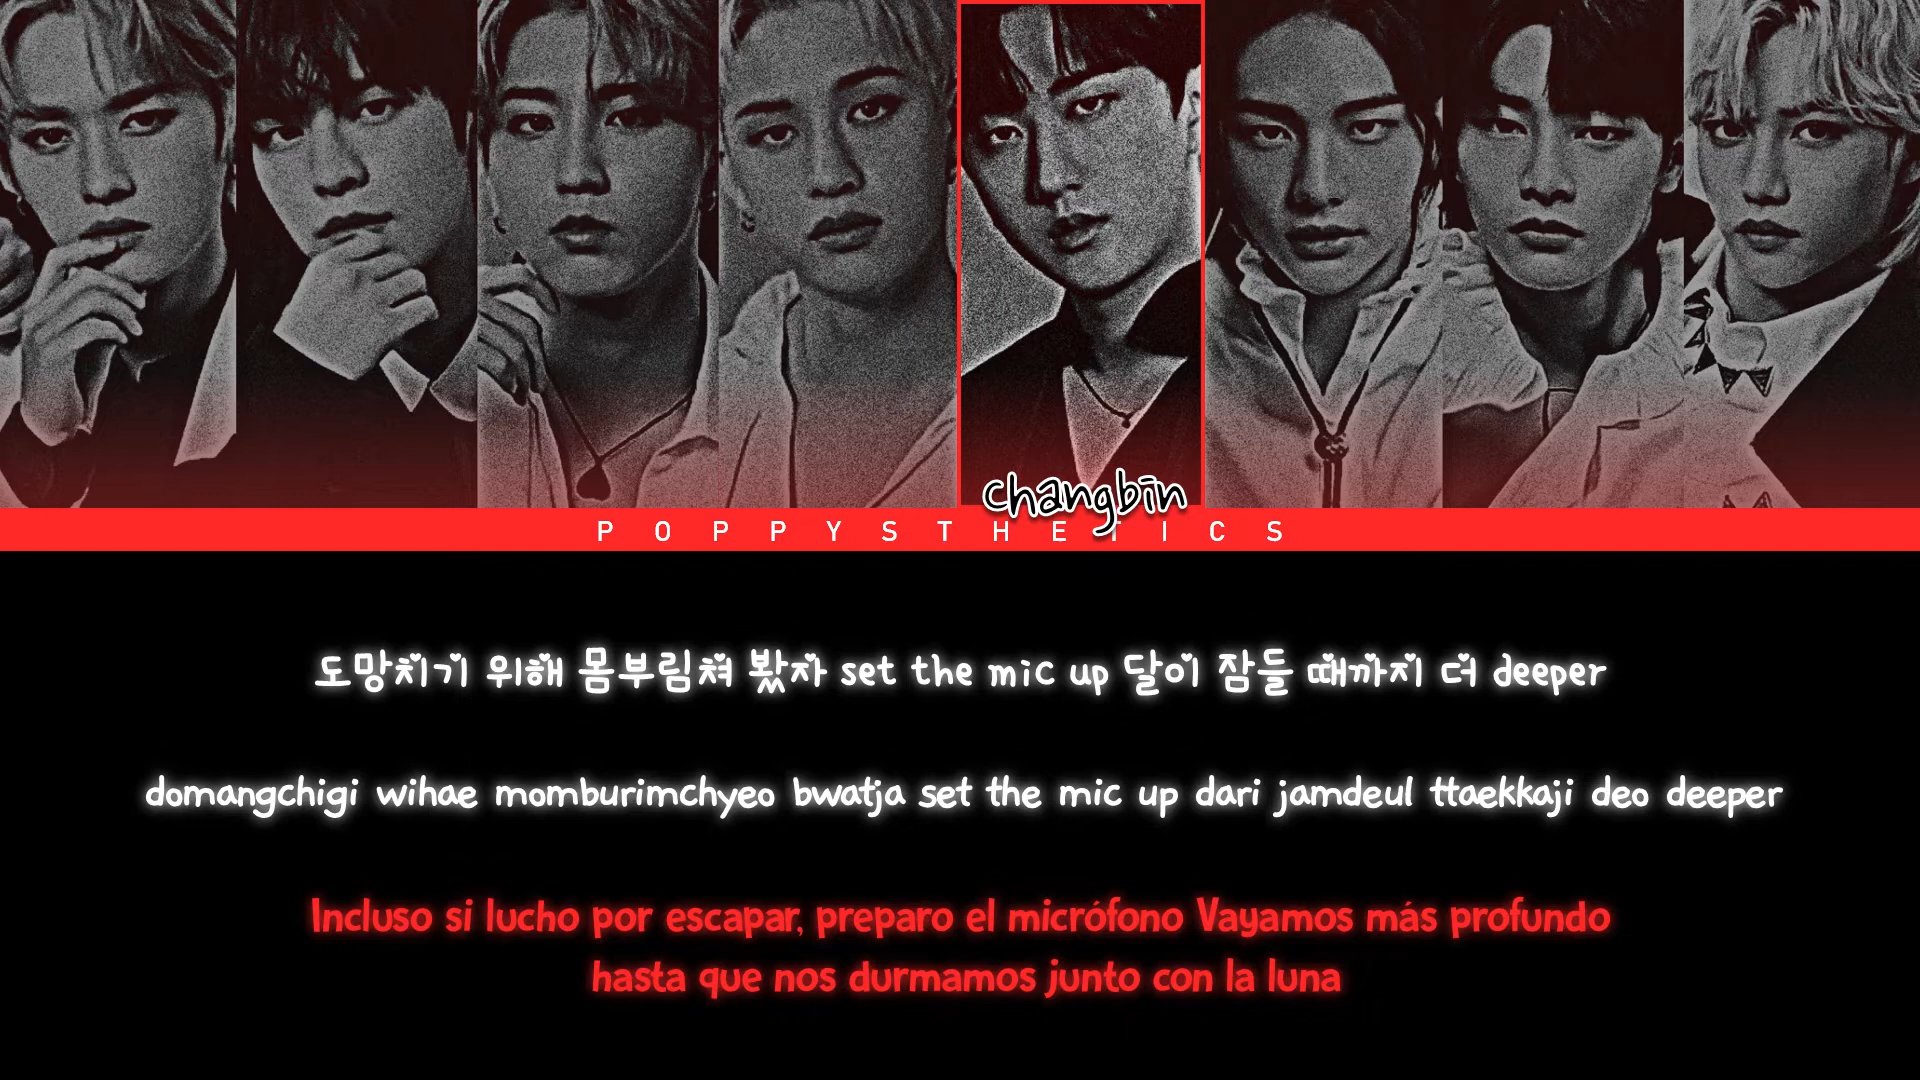 changbin
POPPYSTHETICS
도망치기 위해 몸부림쳐 봤자 set the mic up 달이 잠들 때까지 더 deeper
domangchigi wihae momburimchyeo bwatja set the mic up dari jamdeul ttaekkaji deo deeper
Incluso si lucho por escapar, preparo el micrófono Vayamos más profundo
hasta que nos durmamos junto con la luna